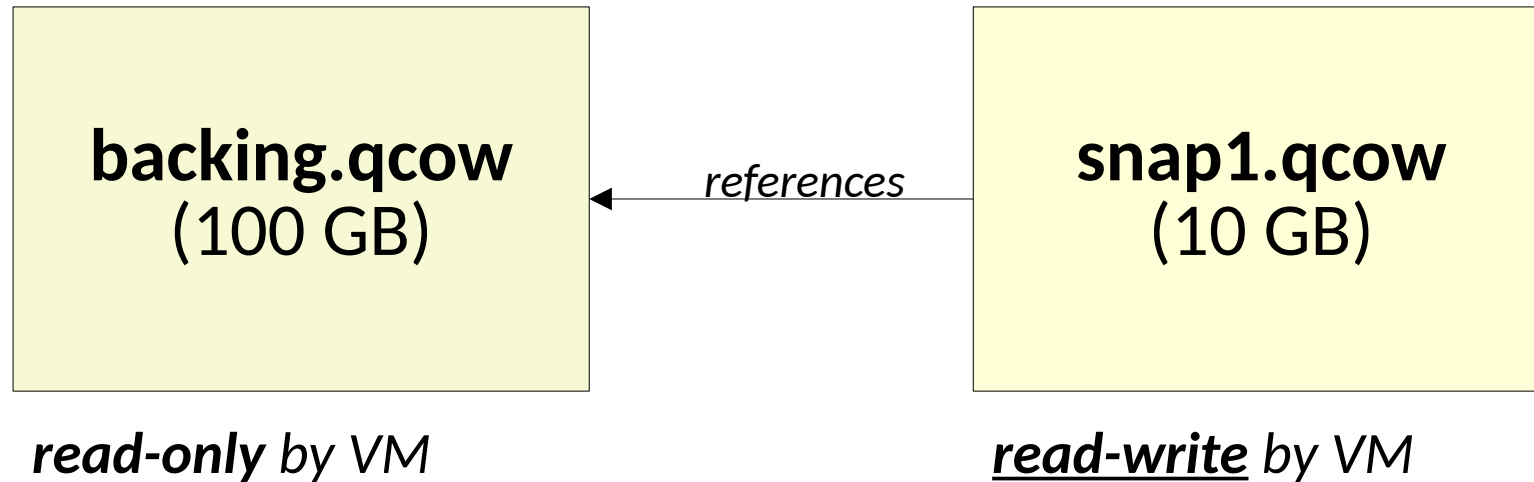 backing.qcow
(100 GB)
references
snap1.qcow
(10 GB)
read-only by VM
read-write by VM